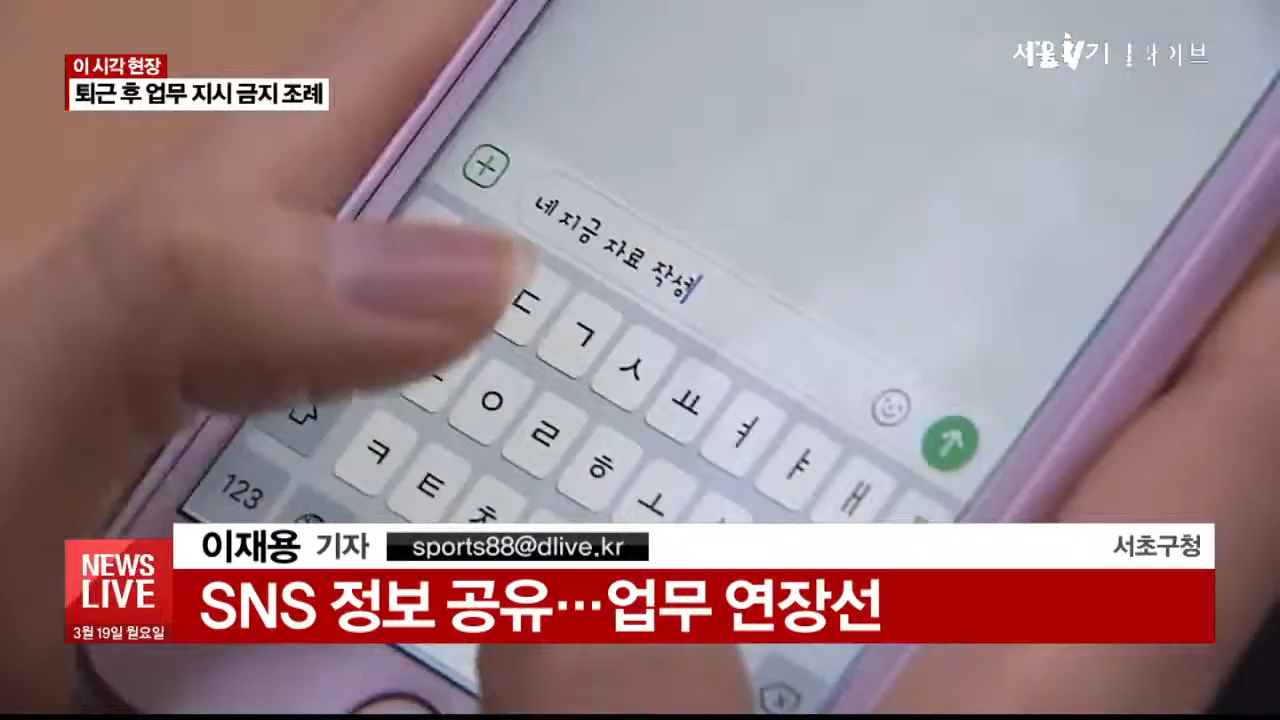 이 시각 현장
퇴근 후 업무 지시 금지 조례
네 지금 자료 작성
ㄷ ㄱ ㅅ ㅛ ㅕ ㅑ ㅐ
ㅇ ㄹ ㅎ ㅗ
ㅋ ㅌ ㅊ
123
이재용 기자 sports88@dlive.kr 서초구청
NEWS
LIVE
SNS 정보 공유…업무 연장선
3월 19일 월요일